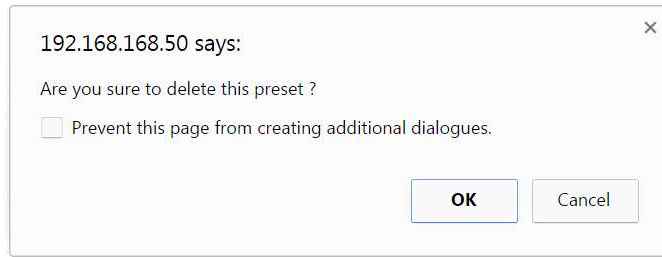 192.168.168.50 says:
Are you sure to delete this preset ?
Prevent this page from creating additional dialogues.
OK Cancel